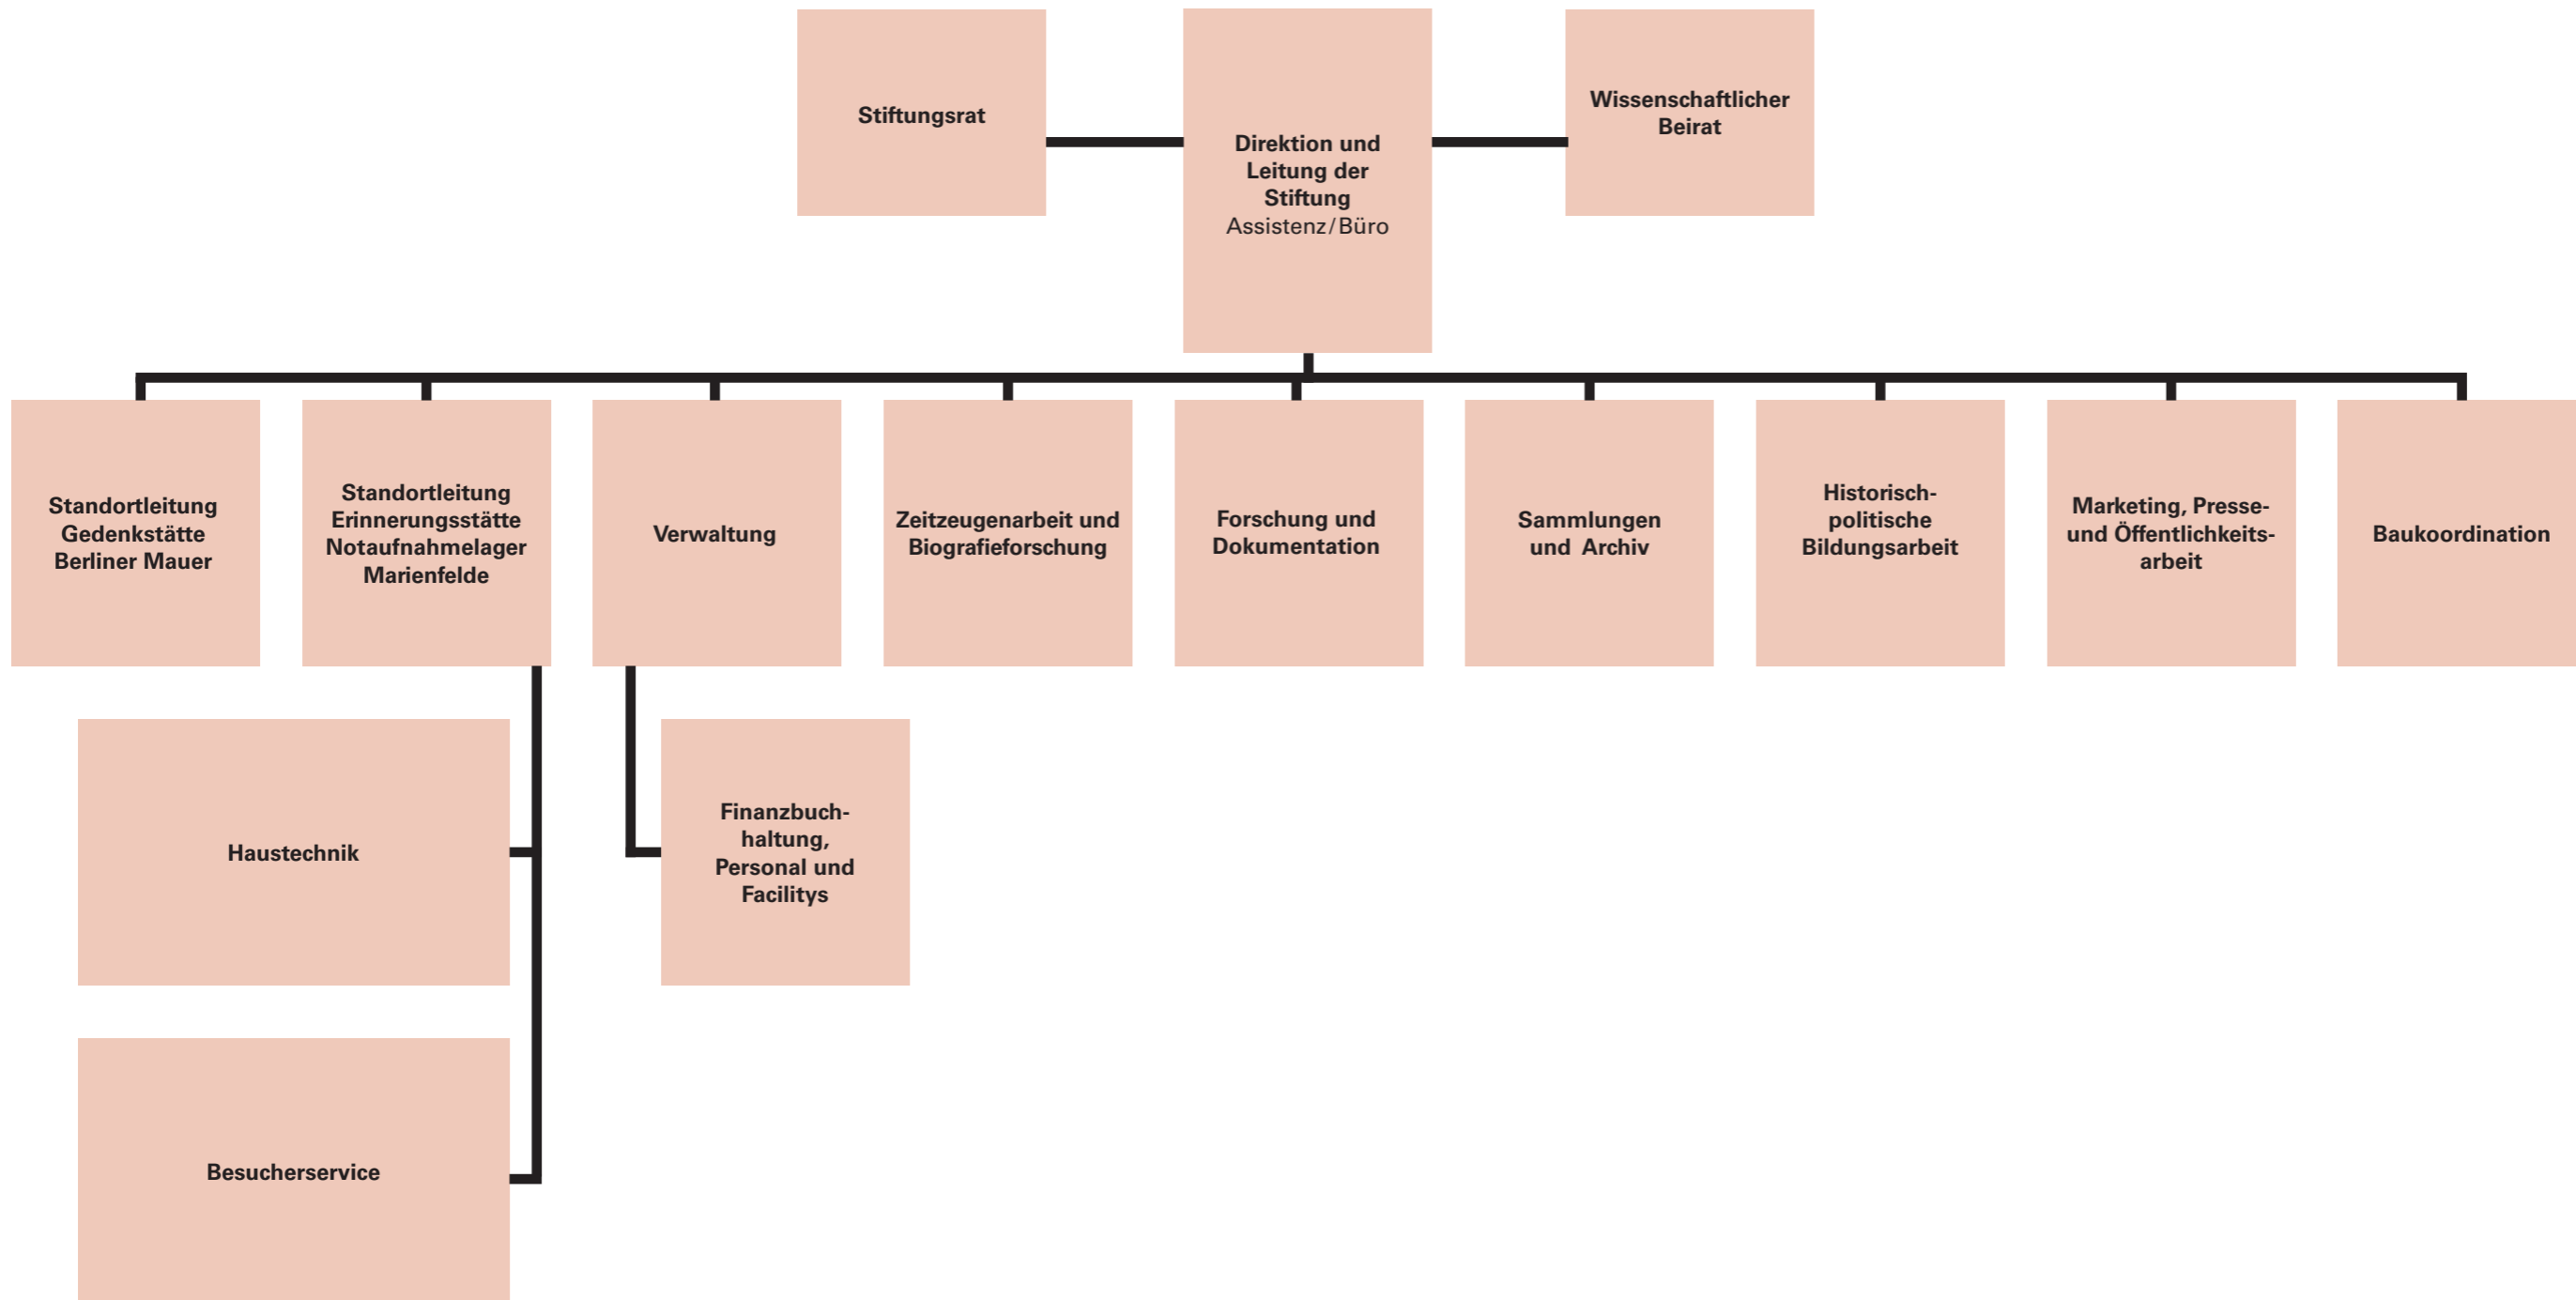 Stiftungsrat
Direktion und
Leitung der
Stiftung
Assistenz/Büro
Wissenschaftlicher
Beirat
Standortleitung
Gedenkstätte
Berliner Mauer
Standortleitung
Erinnerungsstätte
Notaufnahmelager
Marienfelde
Verwaltung
Zeitzeugenarbeit und
Biografieforschung
Forschung und
Dokumentation
Sammlungen
und Archiv
Historisch-
politische
Bildungsarbeit
Marketing, Presse-
und Öffentlichkeits-
arbeit
Baukoordination
Haustechnik
Finanzbuch-
haltung,
Personal und
Facilitys
Besucherservice